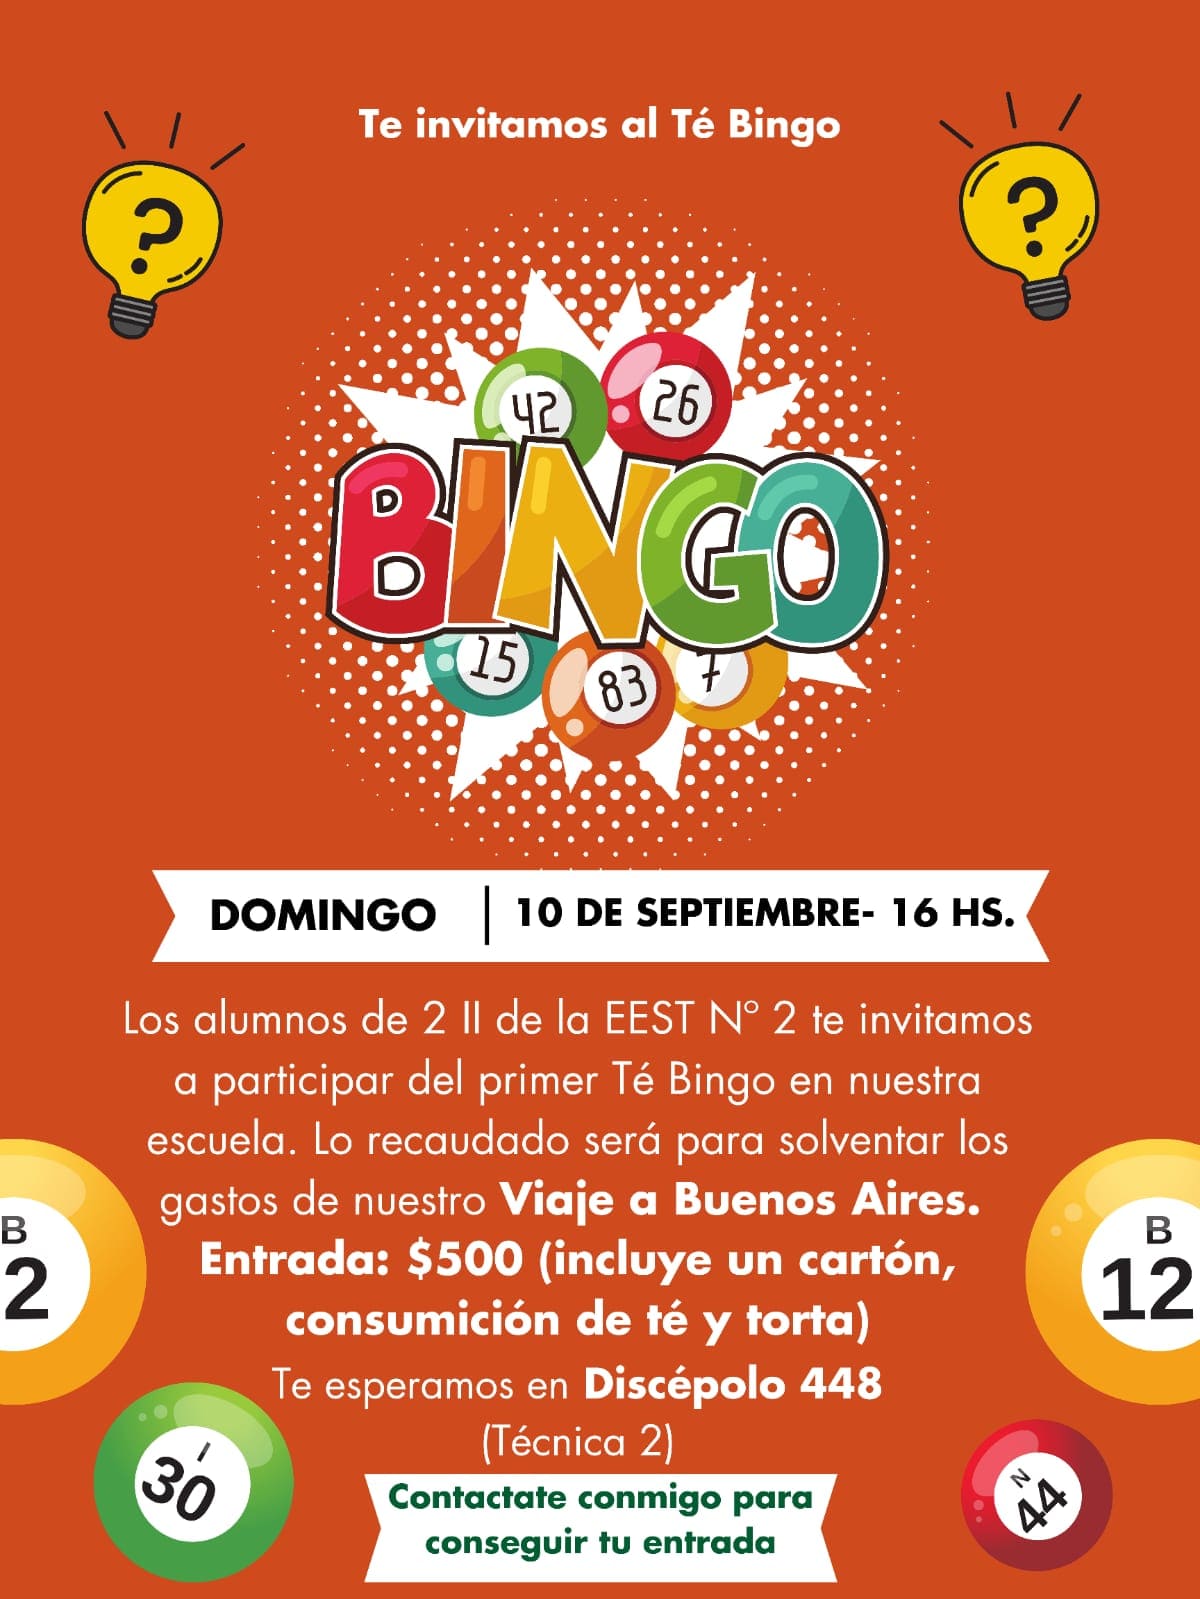 Te invitamos al Té Bingo
?
?
42
26
BINGO
15
83
7
DOMINGO
10 DE SEPTIEMBRE- 16 HS.
Los alumnos de 2 II de la EEST Nº 2 te invitamos
a participar del primer Té Bingo en nuestra
escuela. Lo recaudado será para solventar los
gastos de nuestro Viaje a Buenos Aires.
Entrada: $500 (incluye un cartón,
consumición de té y torta)
Te esperamos en Discépolo 448
(Técnica 2)
Contactate conmigo para
conseguir tu entrada
B
2
B
12
I
30
N
44